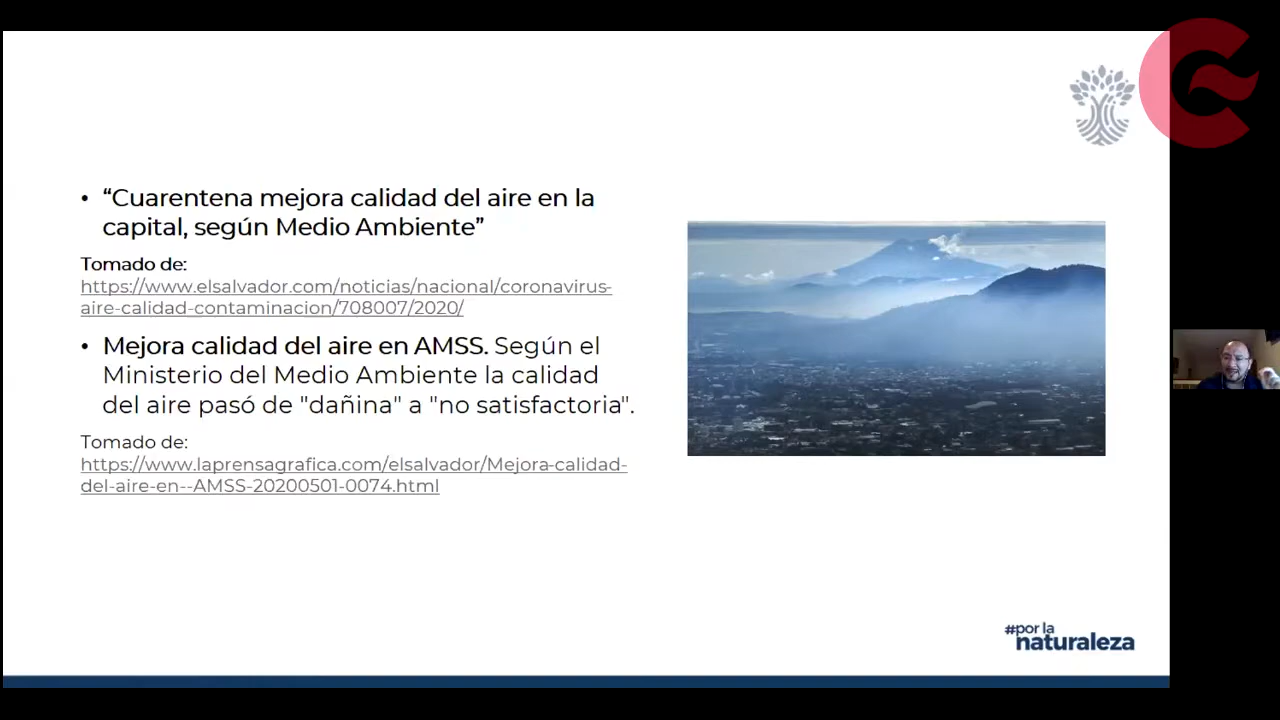 • “Cuarentena mejora calidad del aire en la
capital, según Medio Ambiente”
Tomado de:
https://www.elsalvador.com/noticias/nacional/coronavirus-
aire-calidad-contaminacion/708007/2020/
• Mejora calidad del aire en AMSS. Según el
Ministerio del Medio Ambiente la calidad
del aire pasó de "dañina" a "no satisfactoria".
Tomado de:
https://www.laprensagrafica.com/elsalvador/Mejora-calidad-
del-aire-en--AMSS-20200501-0074.html
#por la
naturaleza